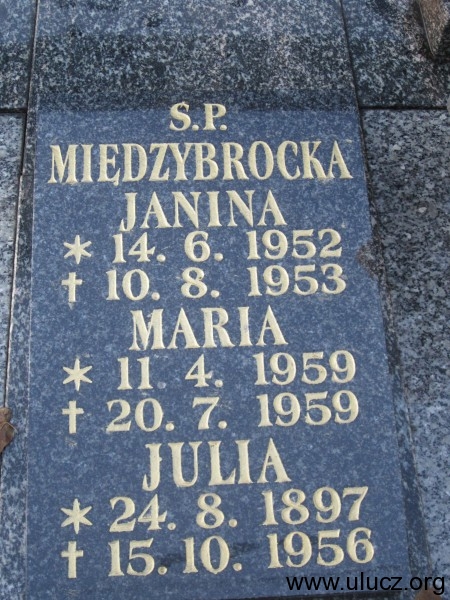 Ś.P.
MIĘDZYBROCKA
JANINA
* 14. 6. 1952
† 10. 8. 1953
MARIA
* 11 4. 1959
† 20. 7. 1959
JULIA
* 24. 8. 1897
† 15. 10. 1956
www.ulucz.org